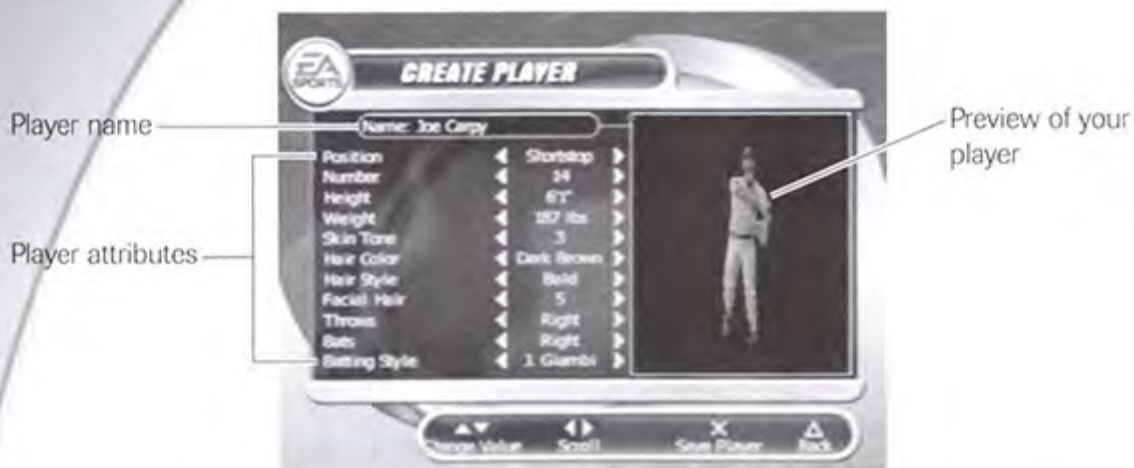 EA
SPORTS
CREATE PLAYER
Player name
Name: Joe Carpy
Preview of your
player
Player attributes
Position Shortstop
Number 14
Height 6'1"
Weight 187 lbs
Skin Tone 3
Hair Color Dark Brown
Hair Style Bald
Facial Hair 5
Throws Right
Bats Right
Batting Style J. Giambi
Change Value Scroll Save Player Back